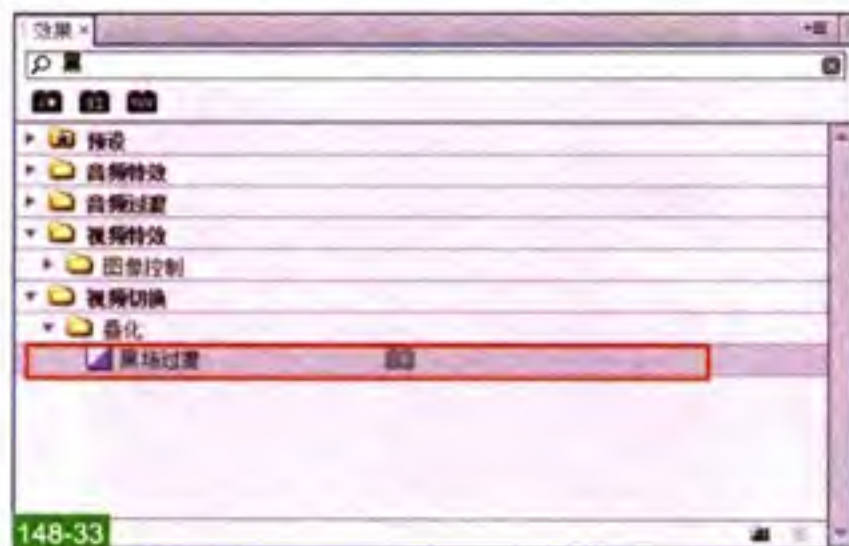 效果 ×
黑
预设
音频特效
音频过渡
视频特效
图像控制
视频切换
叠化
黑场过渡
148-33